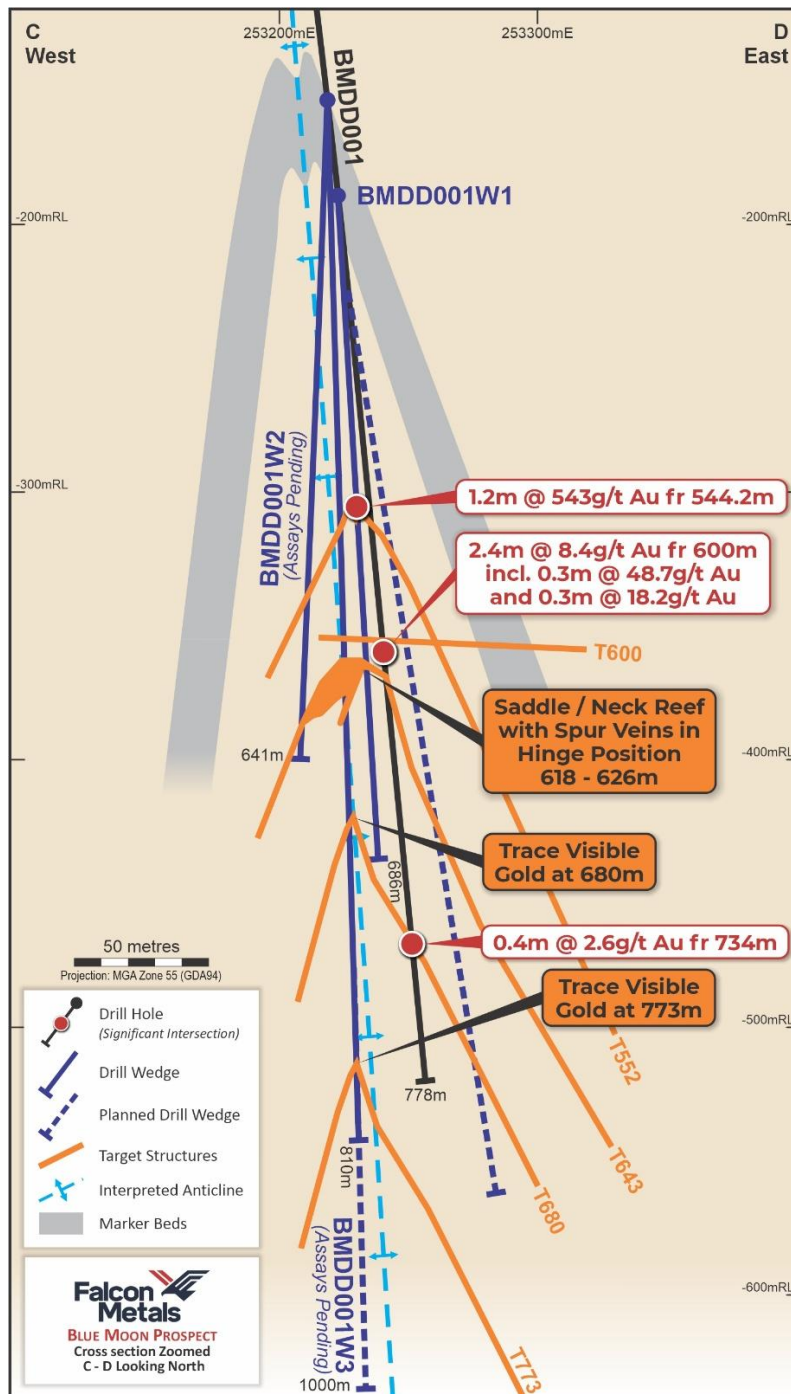 C
West
253200mE
253300mE
D
East
BMDD001
BMDD001W1
-200mRL
-200mRL
BMDD001W2
(Assays Pending)
-300mRL
-300mRL
1.2m @ 543g/t Au fr 544.2m
2.4m @ 8.4g/t Au fr 600m
incl. 0.3m @ 48.7g/t Au
and 0.3m @ 18.2g/t Au
T600
Saddle / Neck Reef
with Spur Veins in
Hinge Position
618 - 626m
641m
-400mRL
-400mRL
Trace Visible
Gold at 680m
686m
0.4m @ 2.6g/t Au fr 734m
Trace Visible
Gold at 773m
50 metres
Projection: MGA Zone 55 (GDA94)
-500mRL
-500mRL
T552
778m
T643
810m
T680
Drill Hole
(Significant Intersection)
Drill Wedge
Planned Drill Wedge
Target Structures
Interpreted Anticline
Marker Beds
BMDD001W3
(Assays Pending)
-600mRL
T773
1000m
Falcon
Metals
BLUE MOON PROSPECT
Cross section Zoomed
C - D Looking North